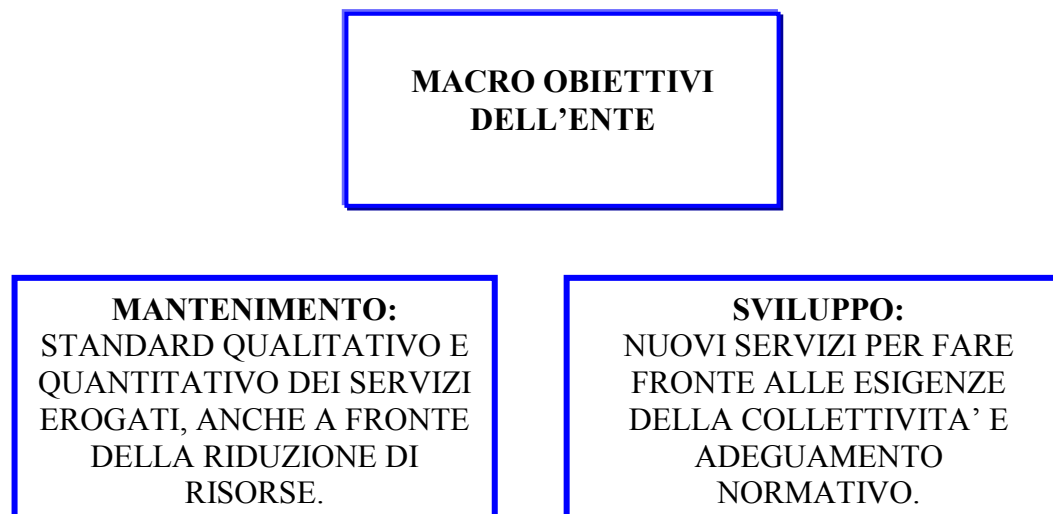 MACRO OBIETTIVI
DELL’ENTE
MANTENIMENTO:
STANDARD QUALITATIVO E
QUANTITATIVO DEI SERVIZI
EROGATI, ANCHE A FRONTE
DELLA RIDUZIONE DI
RISORSE.
SVILUPPO:
NUOVI SERVIZI PER FARE
FRONTE ALLE ESIGENZE
DELLA COLLETTIVITA’ E
ADEGUAMENTO
NORMATIVO.